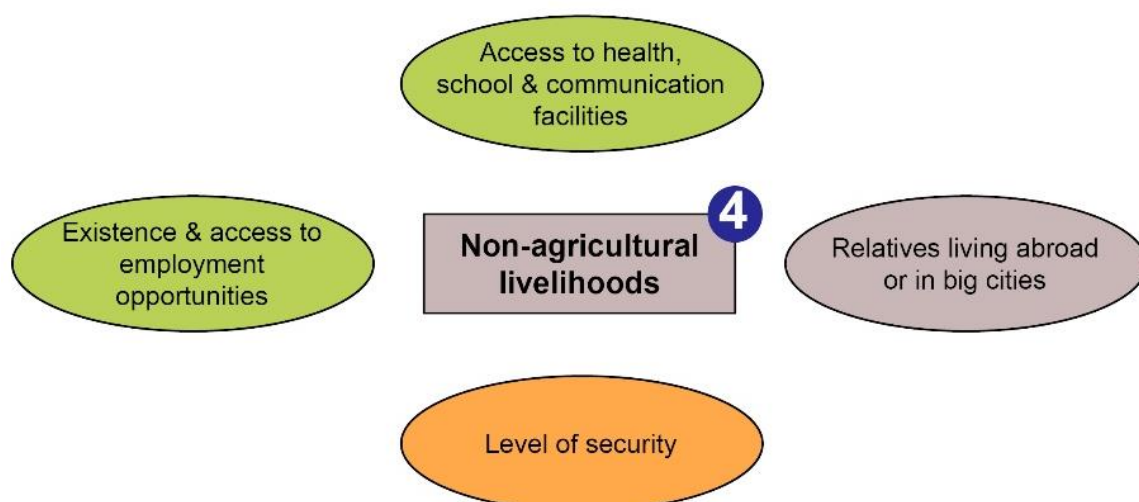 Access to health,
school & communication
facilities
Existence & access to
employment
opportunities
4
Non-agricultural
livelihoods
Relatives living abroad
or in big cities
Level of security